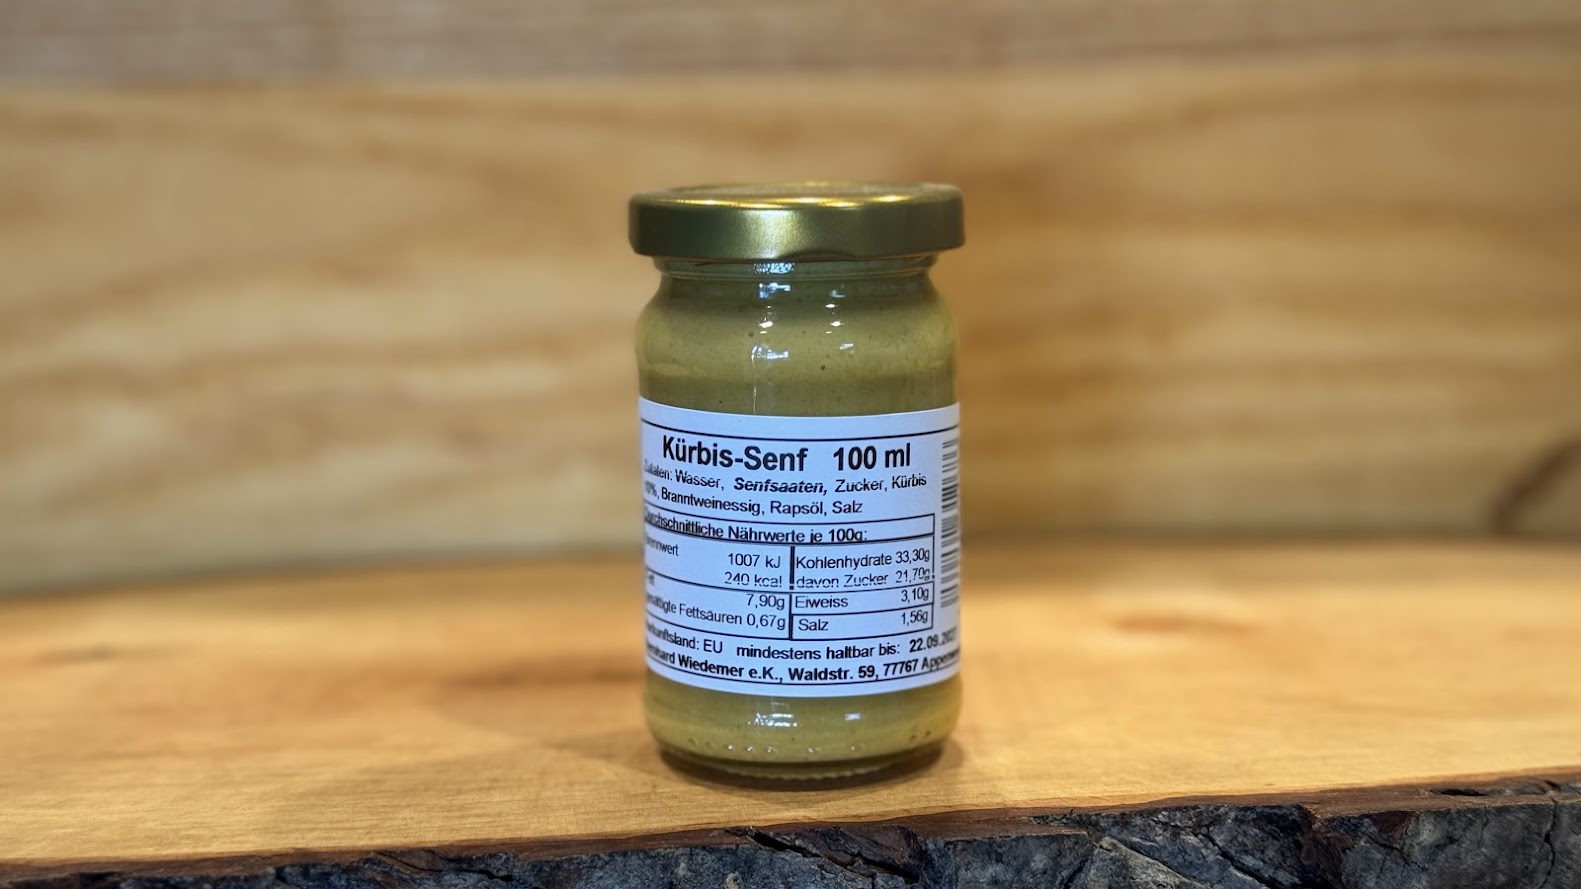 Kürbis-Senf 100 ml
Wasser, Senfsaaten, Zucker, Kürbis
Branntweinessig, Rapsöl, Salz
Nährwerte je 100g:
1007 kJ
240 kcal
7,90g
Fettsäuren 0,67g
Kohlenhydrate 33,30g
davon Zucker 21,70g
Eiweiss 3,10g
Salz 1,56g
EU mindestens haltbar bis: 22.09.
Wiedemer e.K., Waldstr. 59, 77767